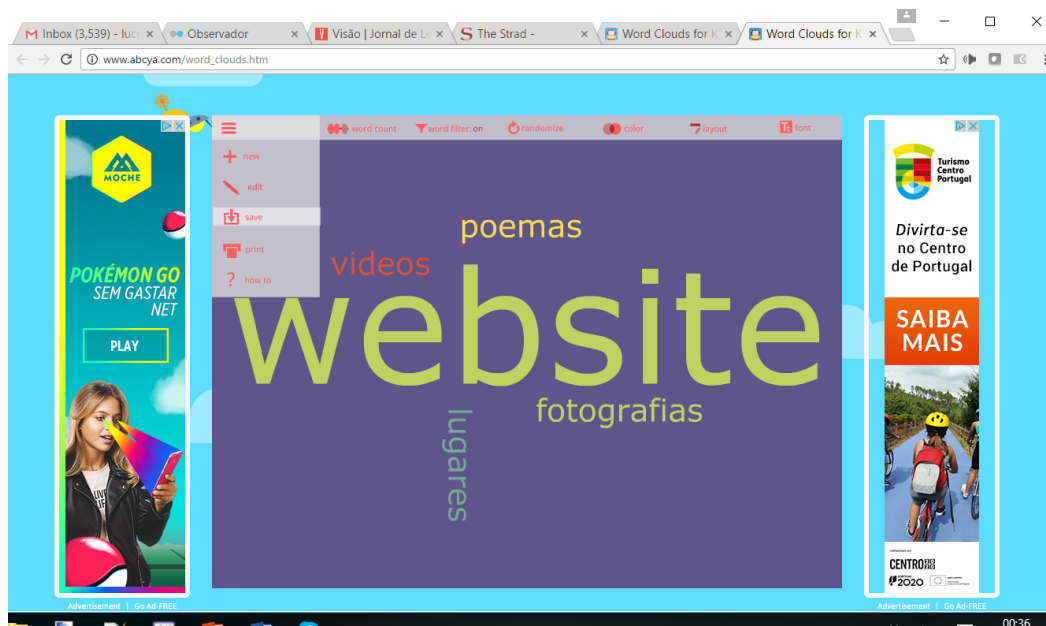 Inbox (3,539) - luc
Observador
Visão | Jornal de Le
The Strad -
Word Clouds for K
Word Clouds for K
www.abcya.com/word_clouds.htm
word count
word filter: on
randomize
color
layout
font
new
edit
save
print
how to
poemas
videos
website
fotografias
lugares
MOCHE
POKÉMON GO
SEM GASTAR
NET
PLAY
Advertisement | Go Ad-FREE
Turismo
Centro
Portugal
Divirta-se
no Centro
de Portugal
SAIBA
MAIS
CENTRO
2020
Advertisement | Go Ad-FREE
00:36